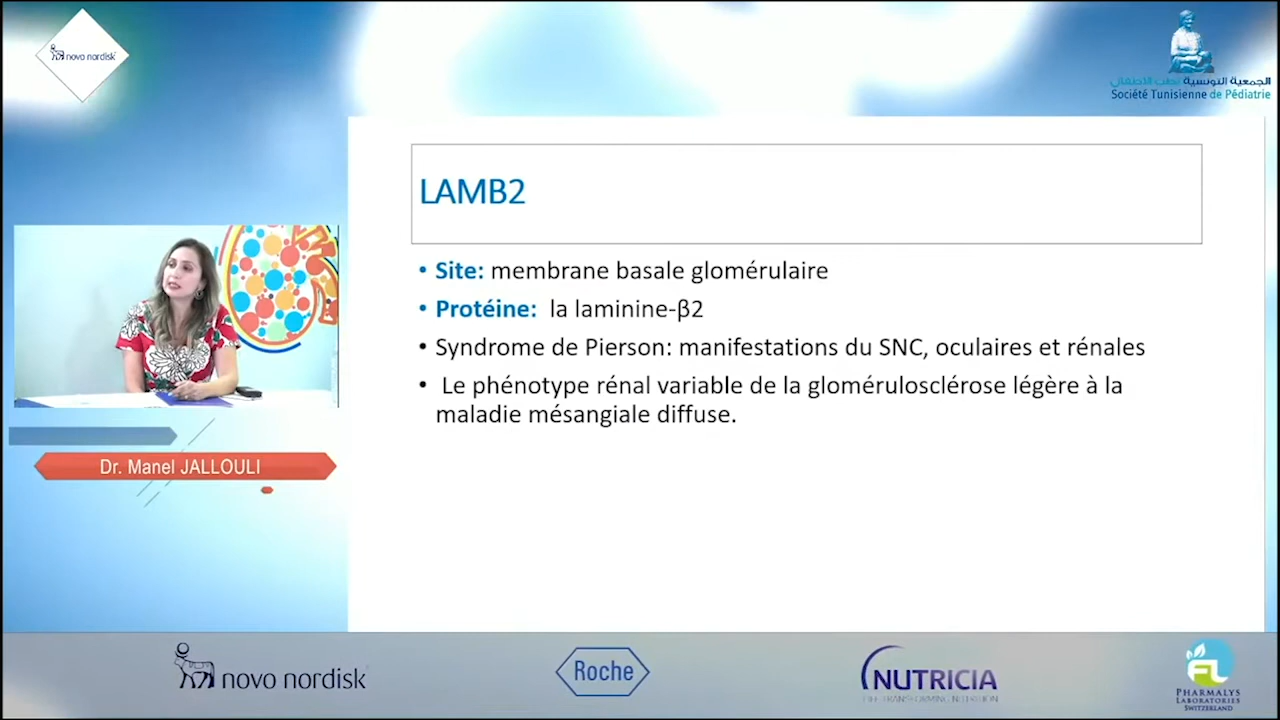 novo nordisk
الجمعية التونسية لطب الأطفال
Société Tunisienne de Pédiatrie
LAMB2
• Site: membrane basale glomérulaire
• Protéine: la laminine-β2
• Syndrome de Pierson: manifestations du SNC, oculaires et rénales
• Le phénotype rénal variable de la glomérulosclérose légère à la
maladie mésangiale diffuse.
Dr. Manel JALLOULI
novo nordisk
Roche
NUTRICIA
PHARMALYS
LABORATORIES
SWITZERLAND